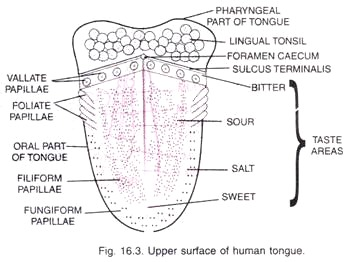 PHARYNGEAL
PART OF TONGUE
LINGUAL TONSIL
FORAMEN CAECUM
SULCUS TERMINALIS
VALLATE
PAPILLAE
BITTER
FOLIATE
PAPILLAE
SOUR
TASTE
AREAS
ORAL PART
OF TONGUE
SALT
FILIFORM
PAPILLAE
SWEET
FUNGIFORM
PAPILLAE
Fig. 16.3. Upper surface of human tongue.